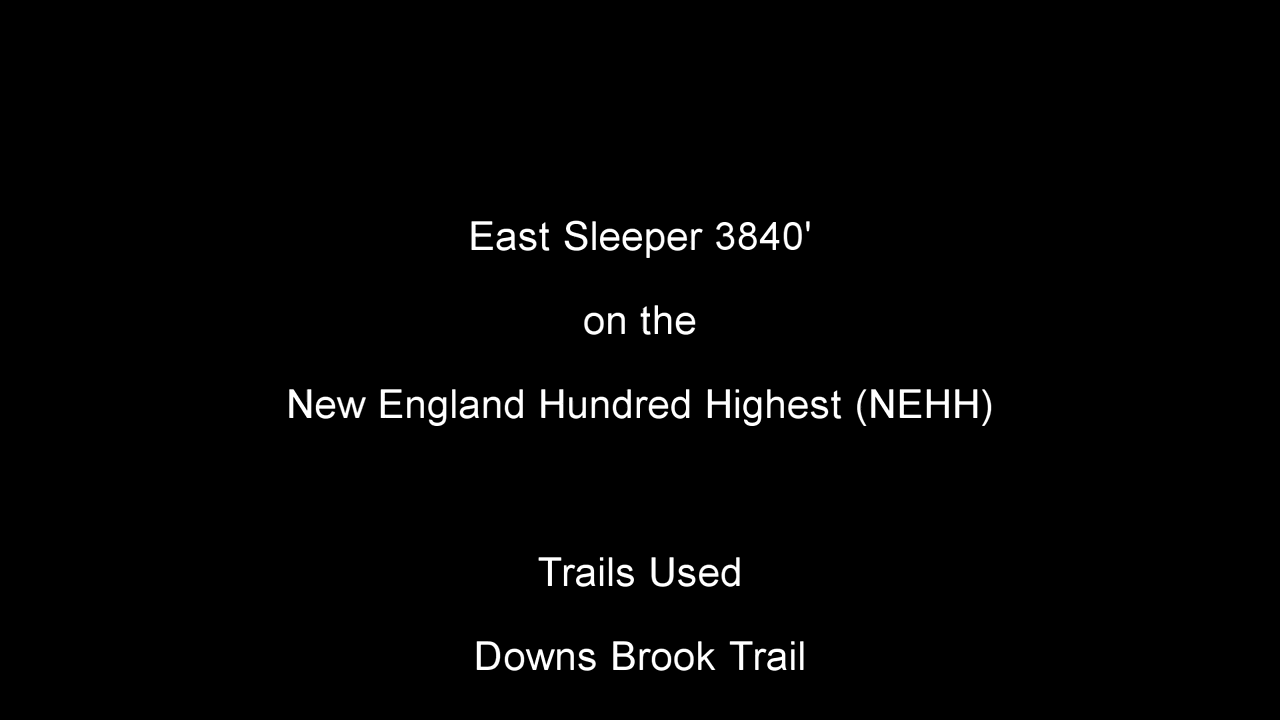 East Sleeper 3840'
on the
New England Hundred Highest (NEHH)
Trails Used
Downs Brook Trail